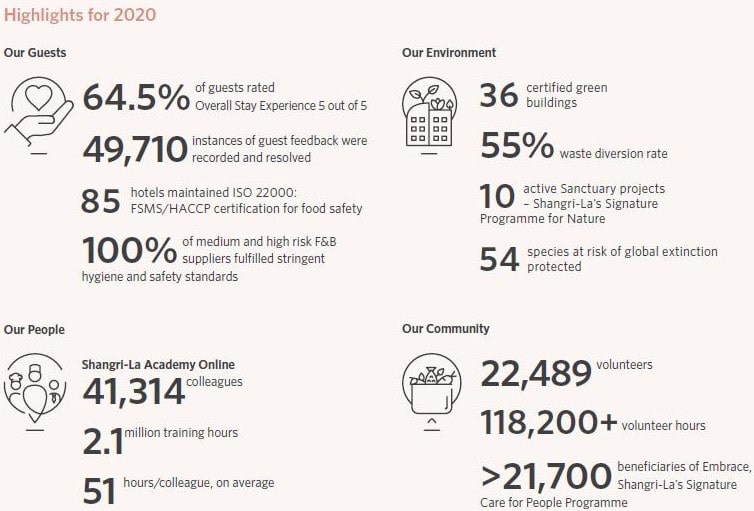 Highlights for 2020
Our Guests
64.5% of guests rated
Overall Stay Experience 5 out of 5
49,710 instances of guest feedback were
recorded and resolved
85 hotels maintained ISO 22000:
FSMS/HACCP certification for food safety
100% of medium and high risk F&B
suppliers fulfilled stringent
hygiene and safety standards
Our Environment
36 certified green
buildings
55% waste diversion rate
10 active Sanctuary projects
– Shangri-La's Signature
Programme for Nature
54 species at risk of global extinction
protected
Our People
Shangri-La Academy Online
41,314 colleagues
2.1 million training hours
51 hours/colleague, on average
Our Community
22,489 volunteers
118,200+ volunteer hours
>21,700 beneficiaries of Embrace,
Shangri-La's Signature
Care for People Programme